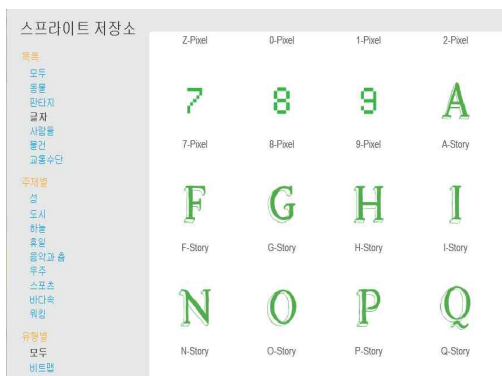 스프라이트 저장소
목록
모두
동물
판타지
글자
사람들
물건
교통수단
주제별
성
도시
하늘
휴일
음악과 춤
우주
스포츠
바다속
워킹
유형별
모두
비트맵
Z-Pixel 0-Pixel 1-Pixel 2-Pixel
7 8 9 A
7-Pixel 8-Pixel 9-Pixel A-Story
F G H I
F-Story G-Story H-Story I-Story
N O P Q
N-Story O-Story P-Story Q-Story